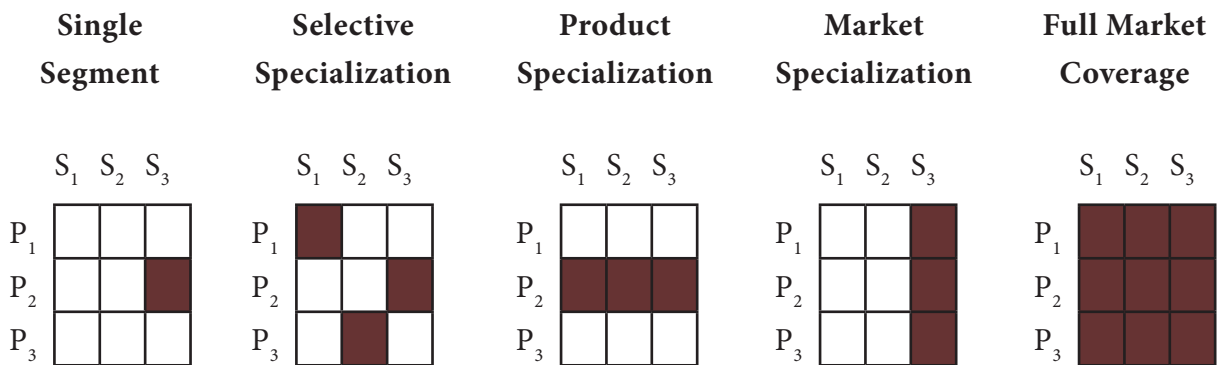 Single Segment
Selective Specialization
Product Specialization
Market Specialization
Full Market Coverage
S₁ S₂ S₃
P₁
P₂
P₃
S₁ S₂ S₃
P₁
P₂
P₃
S₁ S₂ S₃
P₁
P₂
P₃
S₁ S₂ S₃
P₁
P₂
P₃
S₁ S₂ S₃
P₁
P₂
P₃